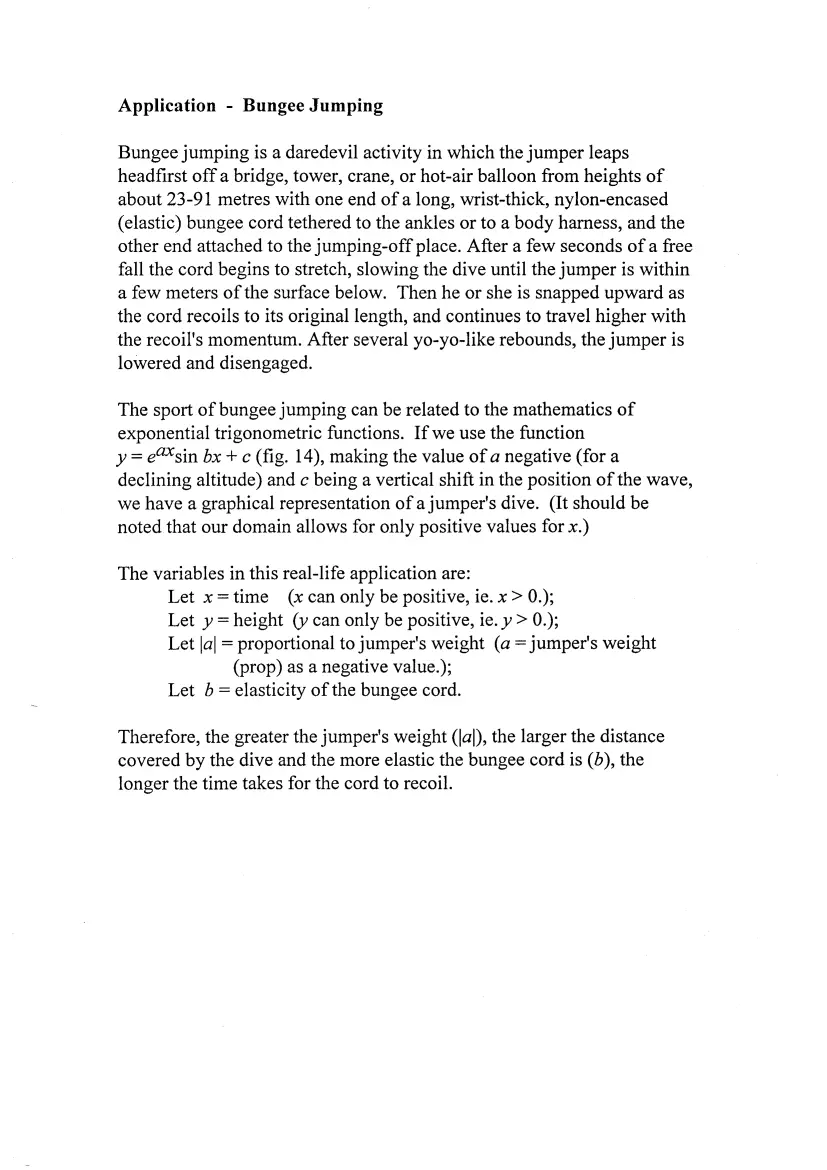 Application - Bungee Jumping
Bungee jumping is a daredevil activity in which the jumper leaps
headfirst off a bridge, tower, crane, or hot-air balloon from heights of
about 23-91 metres with one end of a long, wrist-thick, nylon-encased
(elastic) bungee cord tethered to the ankles or to a body harness, and the
other end attached to the jumping-off place. After a few seconds of a free
fall the cord begins to stretch, slowing the dive until the jumper is within
a few meters of the surface below. Then he or she is snapped upward as
the cord recoils to its original length, and continues to travel higher with
the recoil's momentum. After several yo-yo-like rebounds, the jumper is
lowered and disengaged.
The sport of bungee jumping can be related to the mathematics of
exponential trigonometric functions. If we use the function
y = e^{ax}sin bx + c (fig. 14), making the value of a negative (for a
declining altitude) and c being a vertical shift in the position of the wave,
we have a graphical representation of a jumper's dive. (It should be
noted that our domain allows for only positive values for x.)
The variables in this real-life application are:
Let x = time (x can only be positive, ie. x > 0.);
Let y = height (y can only be positive, ie. y > 0.);
Let |a| = proportional to jumper's weight (a = jumper's weight
(prop) as a negative value.);
Let b = elasticity of the bungee cord.
Therefore, the greater the jumper's weight (|a|), the larger the distance
covered by the dive and the more elastic the bungee cord is (b), the
longer the time takes for the cord to recoil.